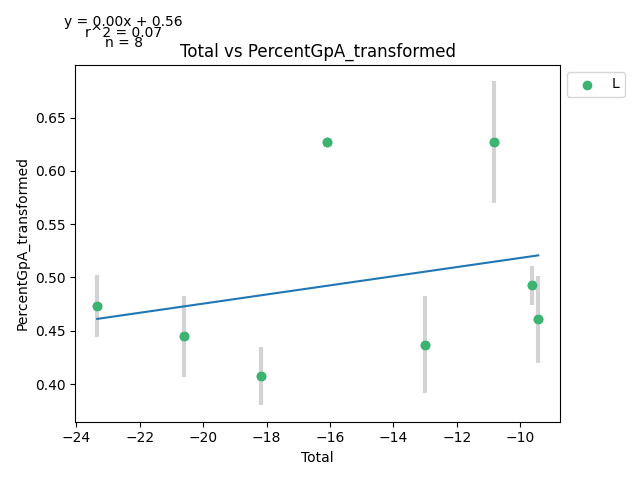 y = 0.00x + 0.56
r^2 = 0.07
n = 8
Total vs PercentGpA_transformed
L
PercentGpA_transformed
0.65
0.60
0.55
0.50
0.45
0.40
−24 −22 −20 −18 −16 −14 −12 −10
Total